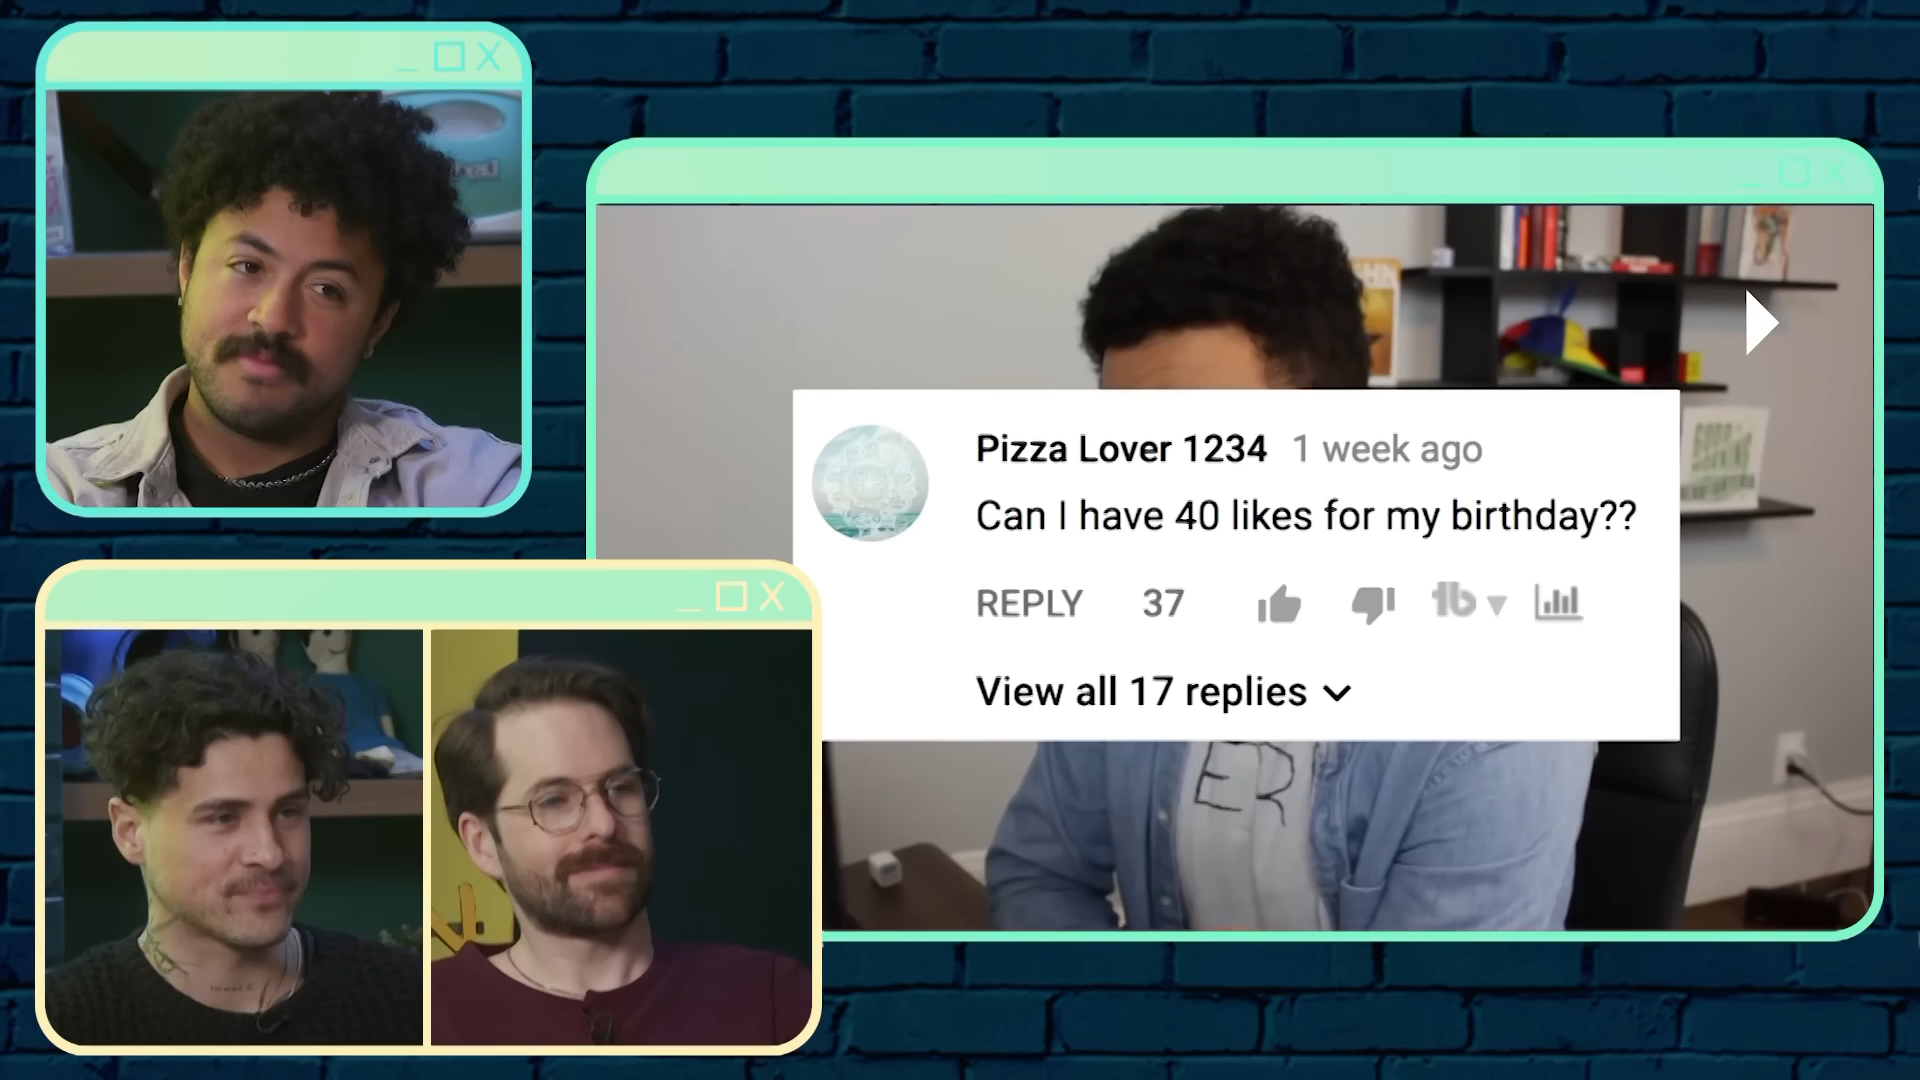 Pizza Lover 1234 1 week ago
Can I have 40 likes for my birthday??
REPLY 37
View all 17 replies
ER